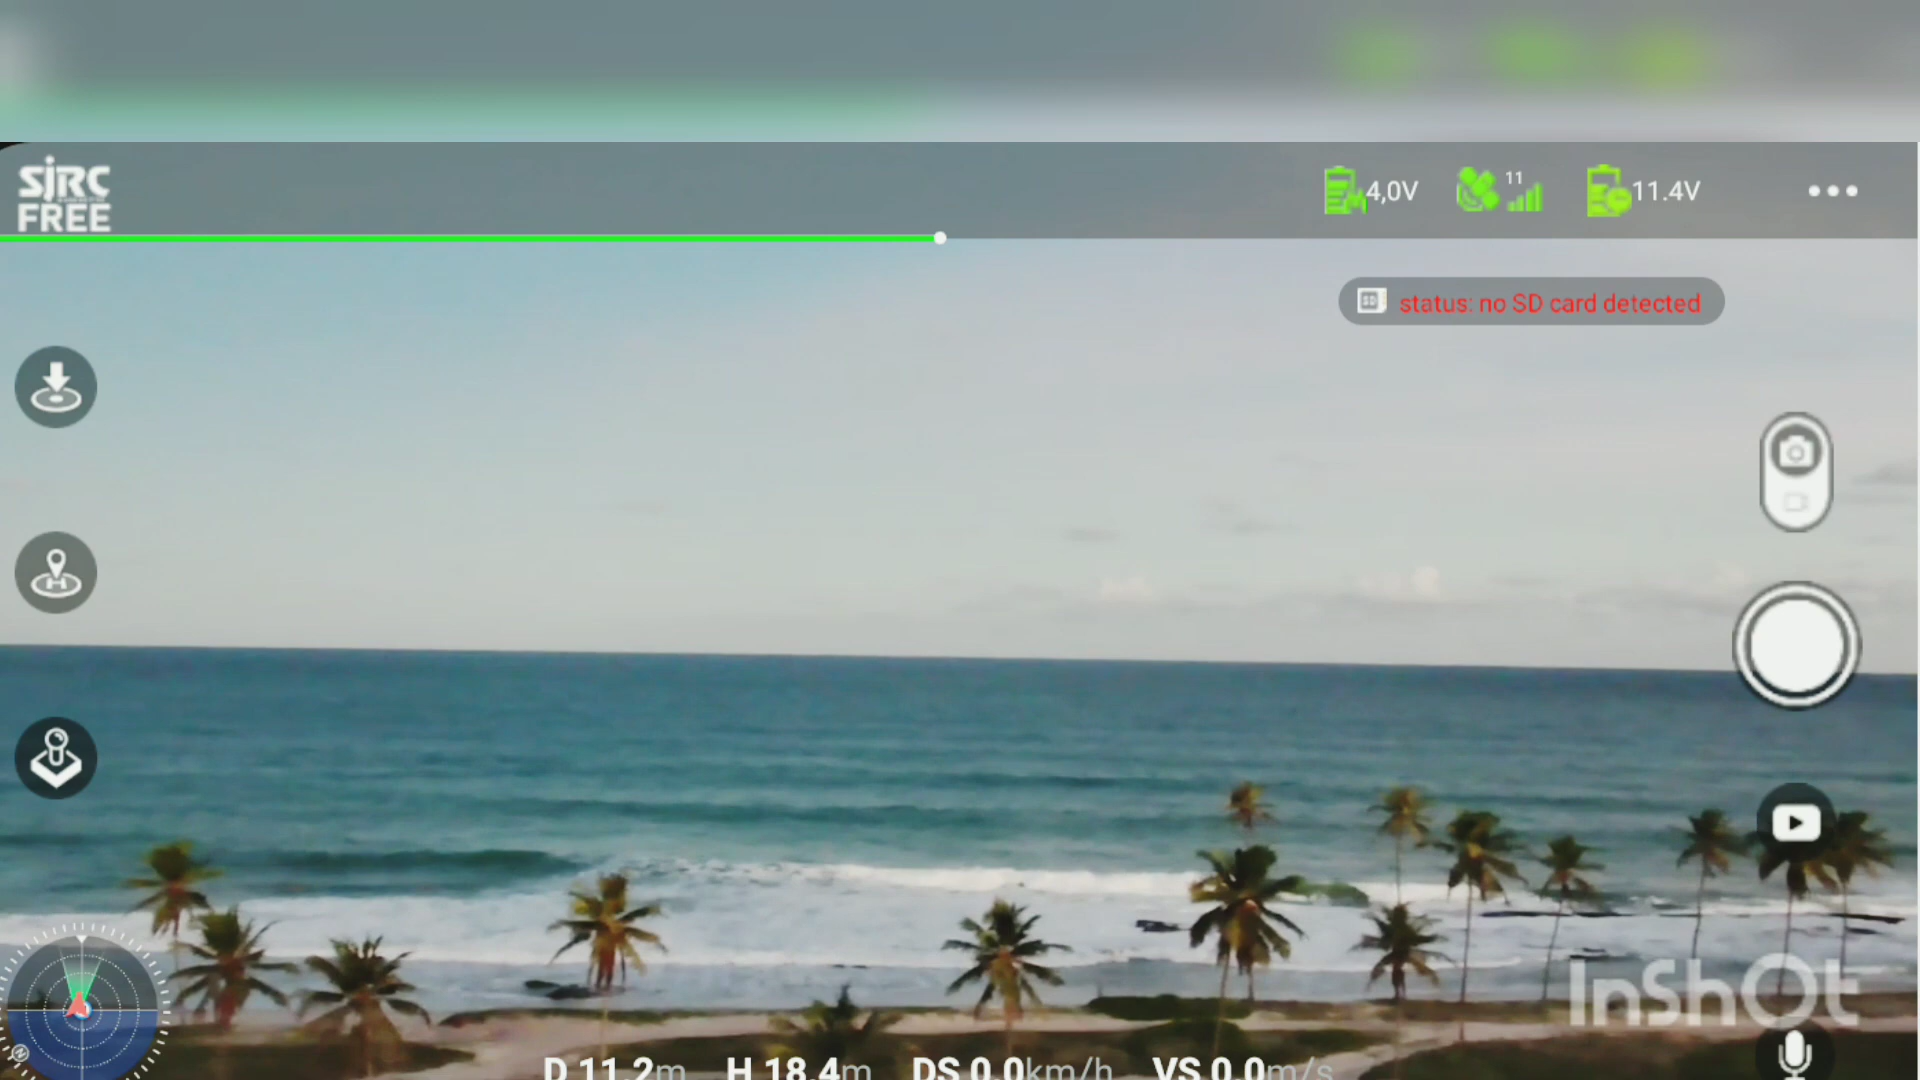 SJRC
FREE
4,0V
11
11.4V
SD status: no SD card detected
InShOt
N
D 11.2m H 18.4m DS 0.0km/h VS 0.0m/s